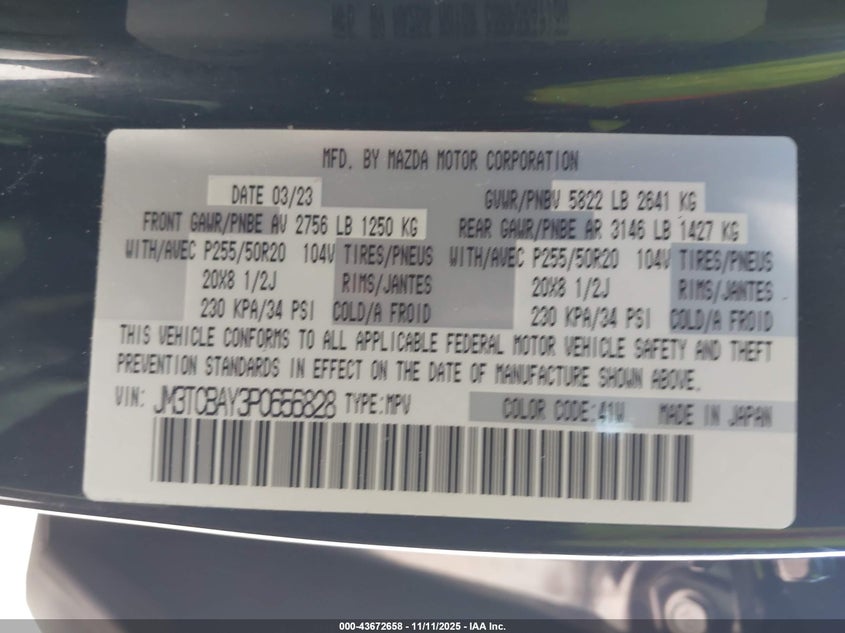 MFD. BY MAZDA MOTOR CORPORATION
DATE 03/23 GVWR/PNBV 5822 LB 2641 KG
FRONT GAWR/PNBE AV 2756 LB 1250 KG REAR GAWR/PNBE AR 3146 LB 1427 KG
WITH/AVEC P255/50R20 104V TIRES/PNEUS WITH/AVEC P255/50R20 104V TIRES/PNEUS
20X8 1/2J RIMS/JANTES 20X8 1/2J RIMS/JANTES
230 KPA/34 PSI COLD/A FROID 230 KPA/34 PSI COLD/A FROID
THIS VEHICLE CONFORMS TO ALL APPLICABLE FEDERAL MOTOR VEHICLE SAFETY AND THEFT
PREVENTION STANDARDS IN EFFECT ON THE DATE OF MANUFACTURE SHOWN ABOVE.
VIN: JM3TCBAY3P0656828 TYPE:MPV COLOR CODE:41W MADE IN JAPAN
000-43672658 - 11/11/2025 - IAA Inc.